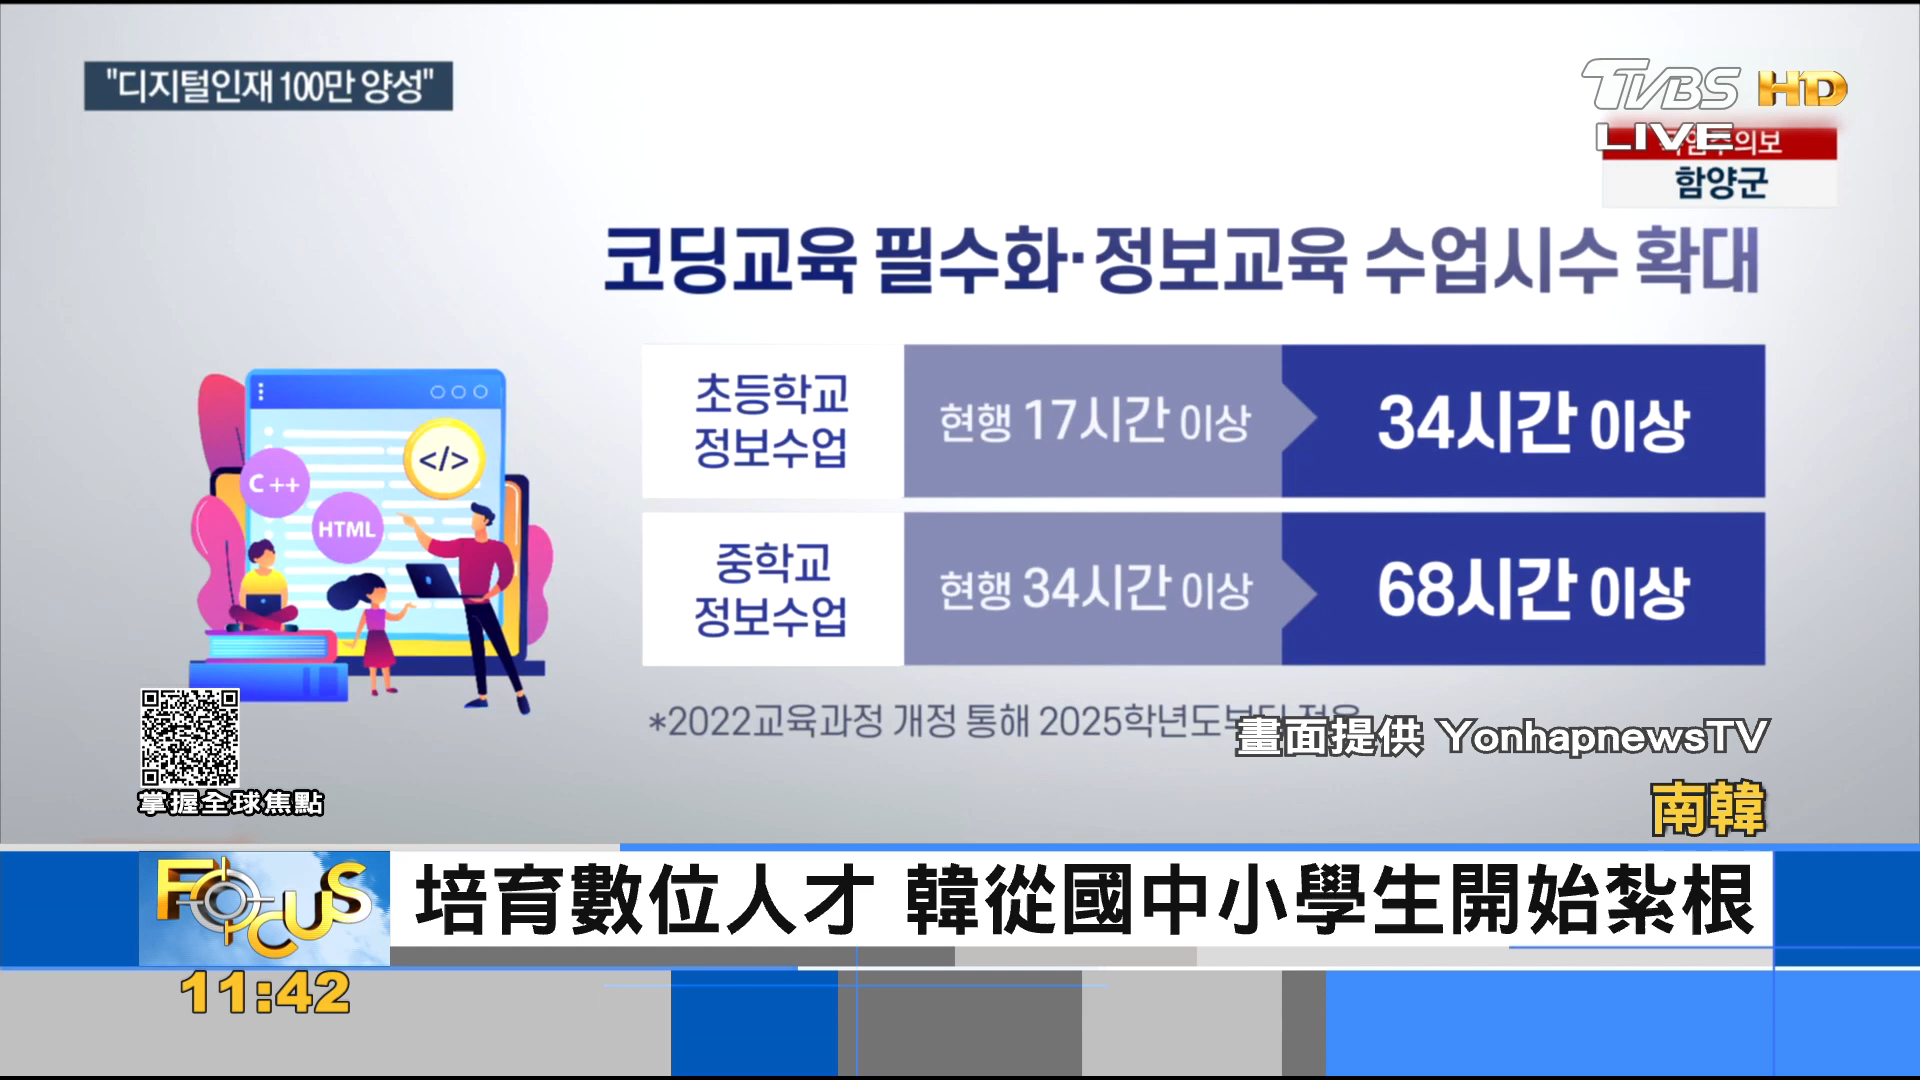 "디지털인재 100만 양성"
TVBS HD
LIVE
의보
함양군
코딩교육 필수화·정보교육 수업시수 확대
초등학교
정보수업
현행 17시간 이상
34시간 이상
중학교
정보수업
현행 34시간 이상
68시간 이상
C ++
HTML
</>
*2022교육과정 개정 통해 2025학년도부터
畫面提供 YonhapnewsTV
掌握全球焦點
南韓
FOCUS
培育數位人才 韓從國中小學生開始紮根
11:42